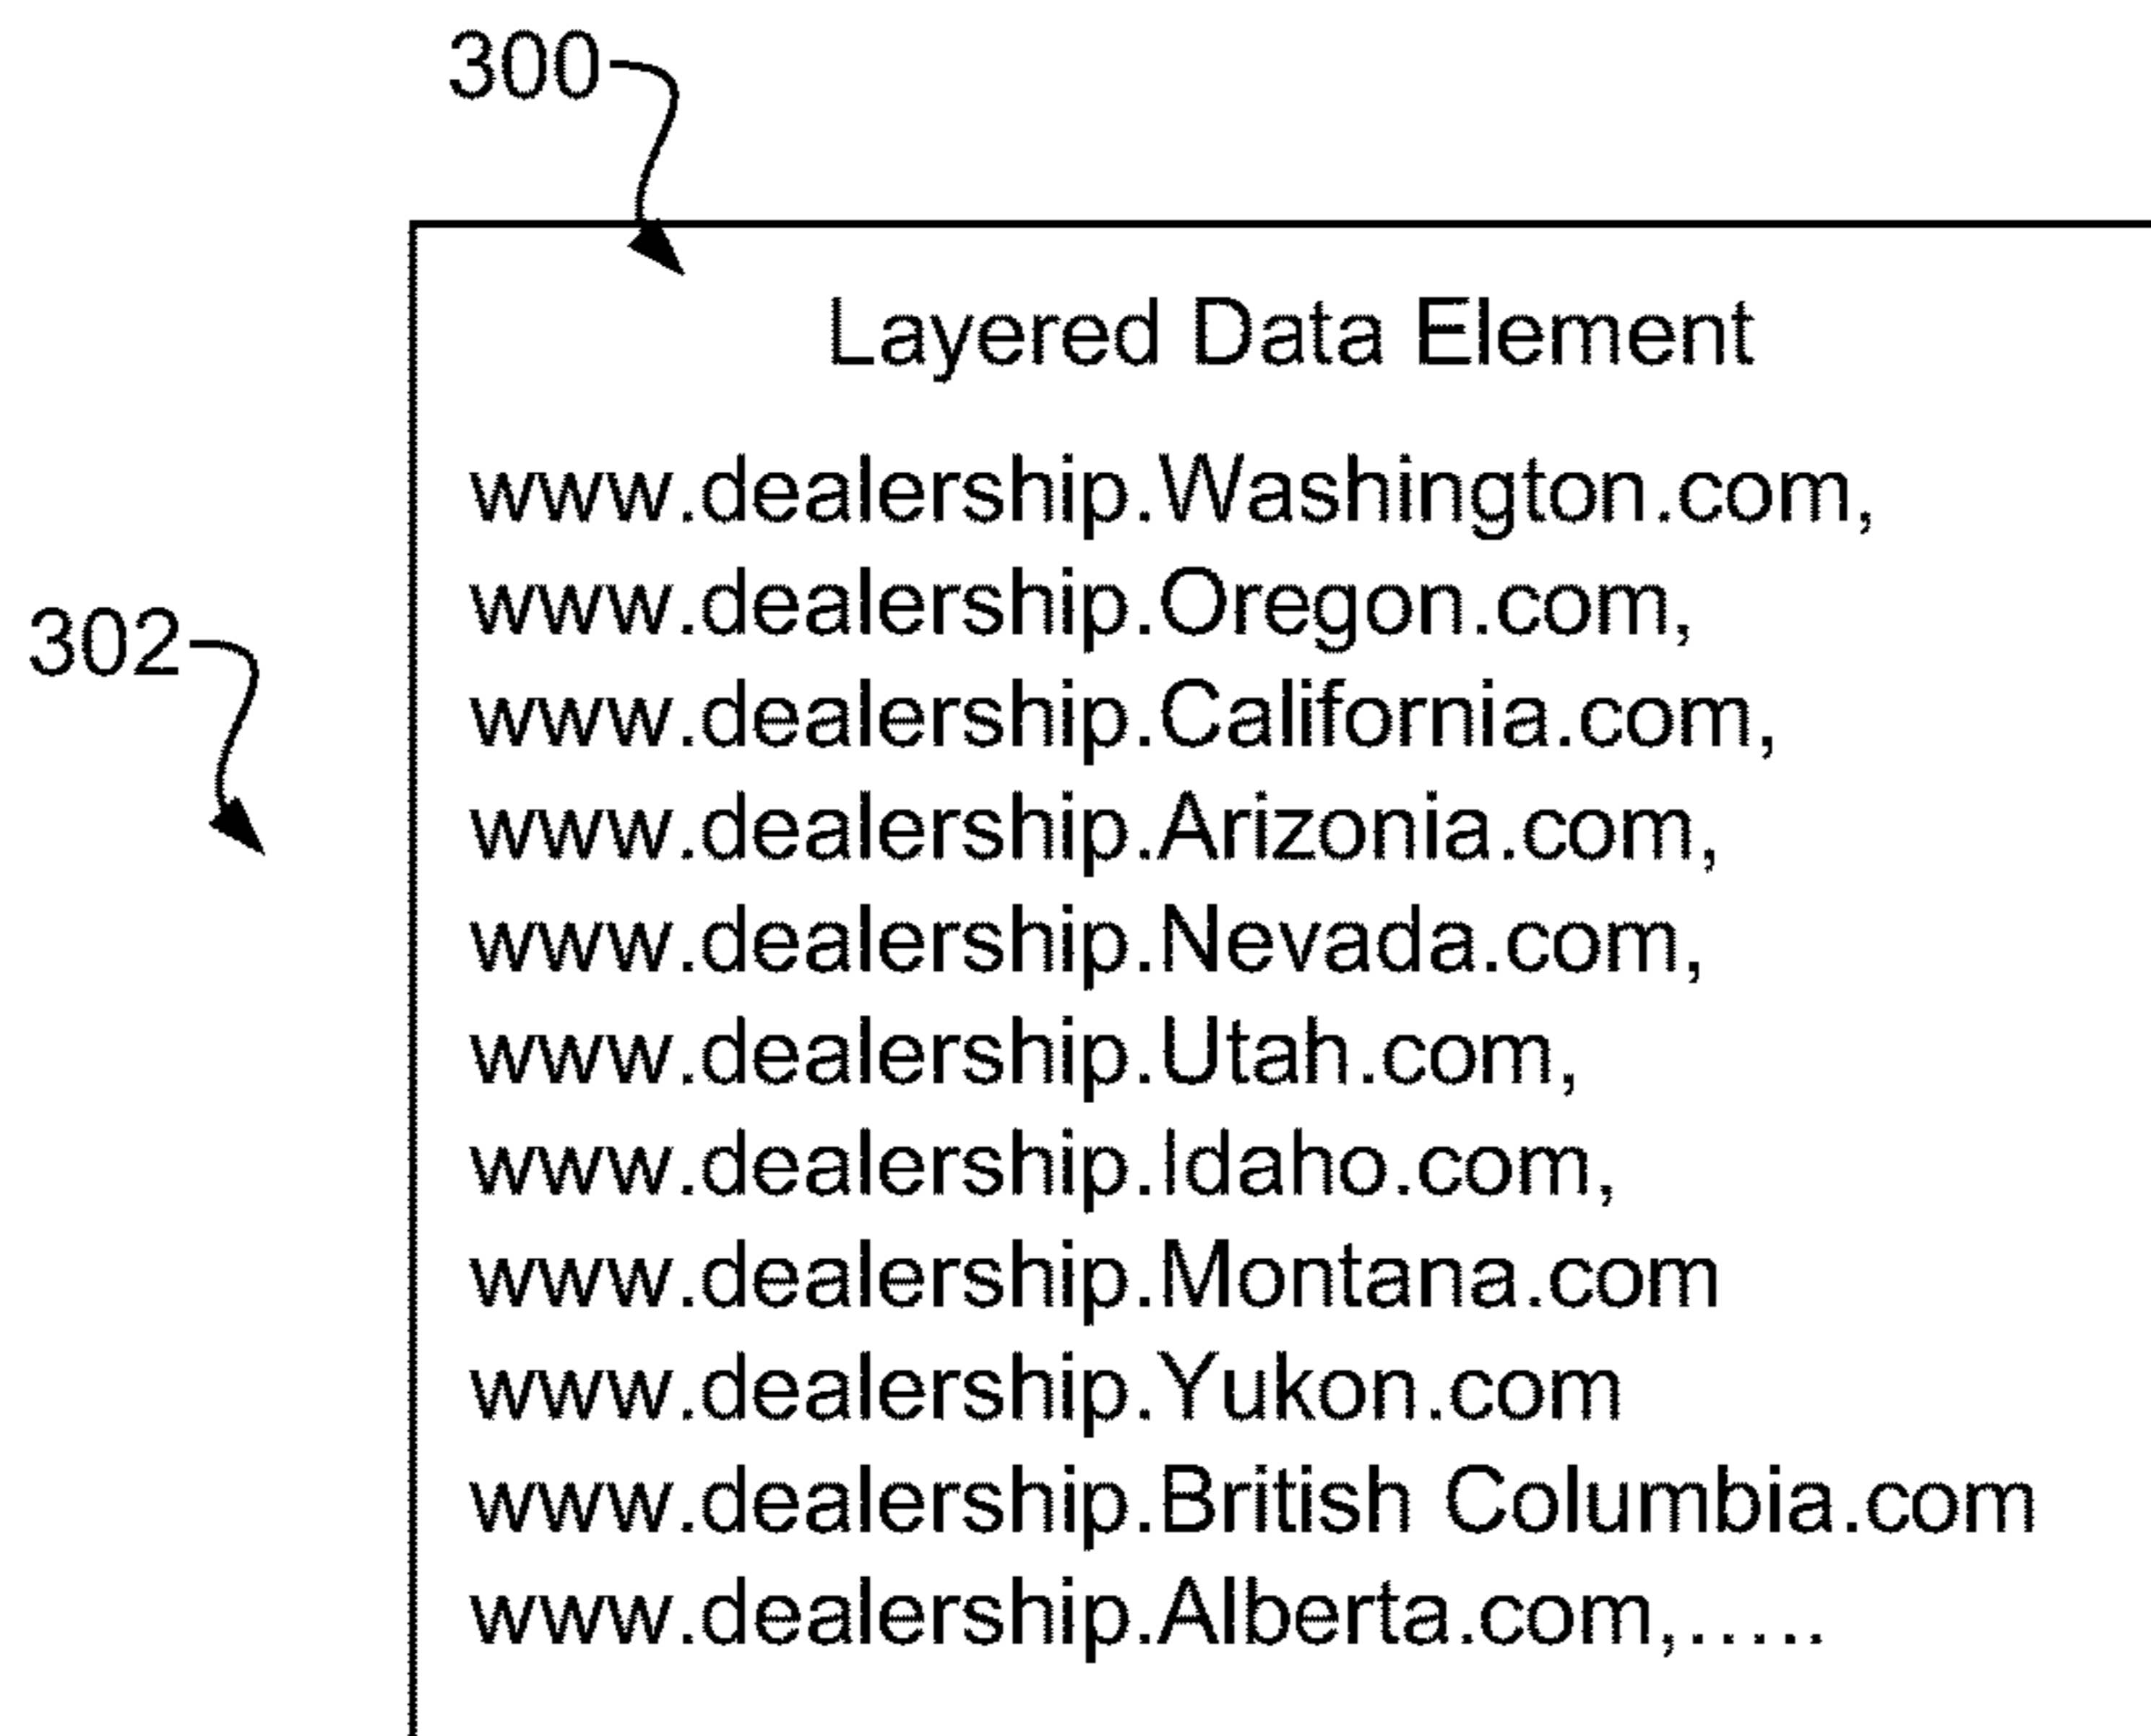 300
Layered Data Element
www.dealership.Washington.com,
www.dealership.Oregon.com,
302
www.dealership.California.com,
www.dealership.Arizonia.com,
www.dealership.Nevada.com,
www.dealership.Utah.com,
www.dealership.Idaho.com,
www.dealership.Montana.com
www.dealership.Yukon.com
www.dealership.British Columbia.com
www.dealership.Alberta.com,.....